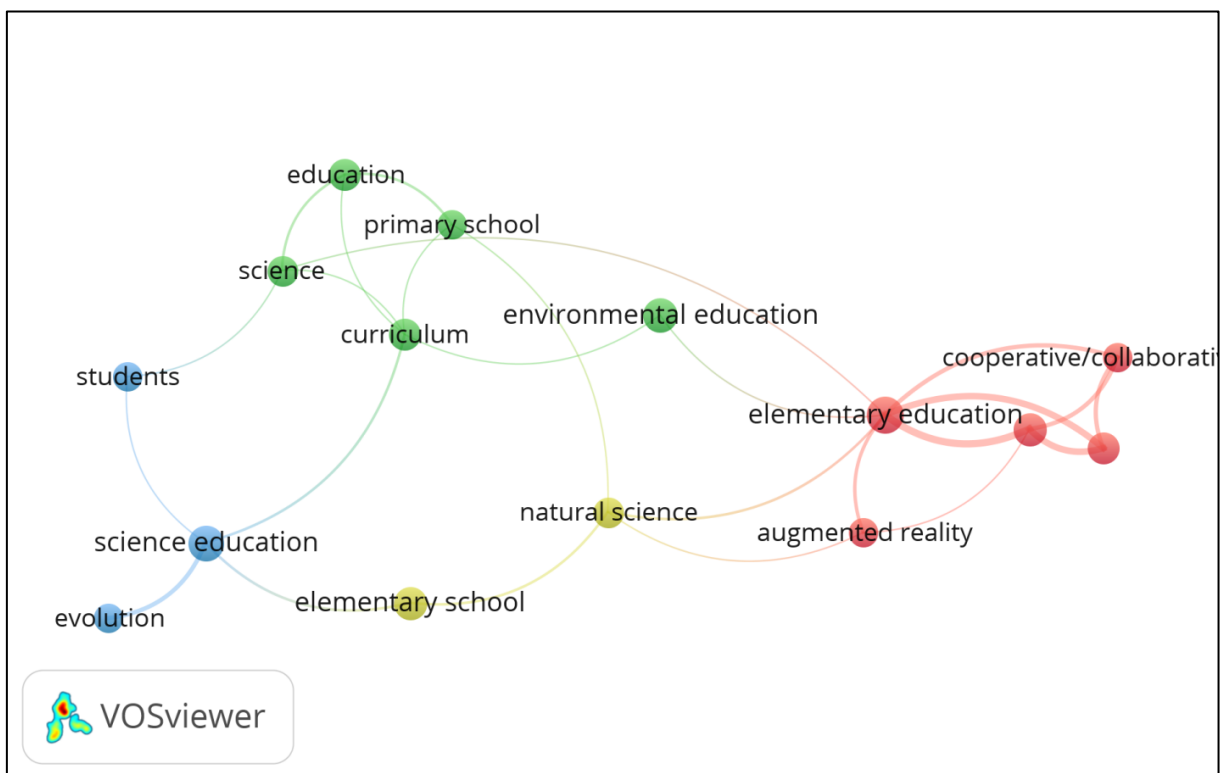 education
primary school
science
environmental education
curriculum
cooperative/collaborati
students
elementary education
natural science
augmented reality
science education
elementary school
evolution
VOSviewer